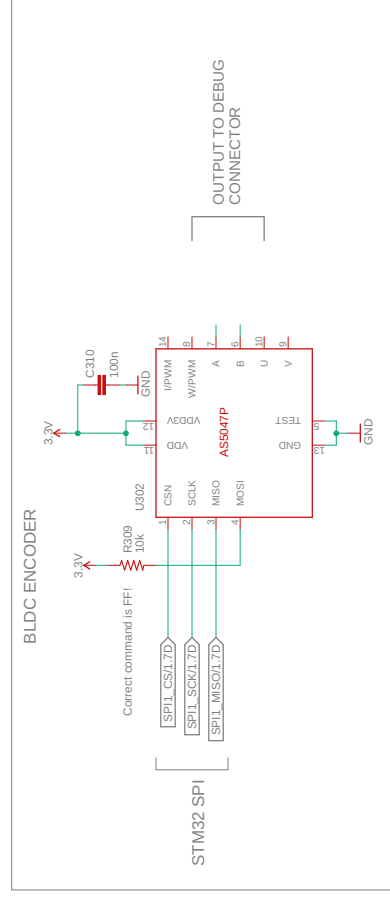 BLDC ENCODER
3.3V
C310
100n
GND
3.3V
R309
10k
Correct command is FF!
STM32 SPI
SPI1_CS/1.7D
SPI1_SCK/1.7D
SPI1_MISO/1.7D
U302
AS5047P
1
CSN
2
SCLK
3
MISO
4
MOSI
11
VDD
12
VDD3V
14
I/PWM
8
W/PWM
7
A
6
B
10
U
9
V
5
TEST
13
GND
GND
OUTPUT TO DEBUG
CONNECTOR